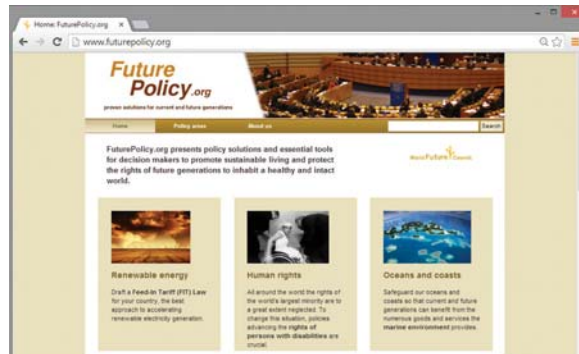 Home: FuturePolicy.org
www.futurepolicy.org
Future
Policy.org
proven solutions for current and future generations
Home
Policy areas
About us
Search
FuturePolicy.org presents policy solutions and essential tools
for decision makers to promote sustainable living and protect
the rights of future generations to inhabit a healthy and intact
world.
World Future Council
Renewable energy
Draft a Feed-in Tariff (FIT) Law
for your country, the best
approach to accelerating
renewable electricity generation.
Human rights
All around the world the rights of
the world's largest minority are to
a great extent neglected. To
change this situation, policies
advancing the rights of
persons with disabilities are
crucial.
Oceans and coasts
Safeguard our oceans and
coasts so that current and future
generations can benefit from the
numerous goods and services the
marine environment provides.